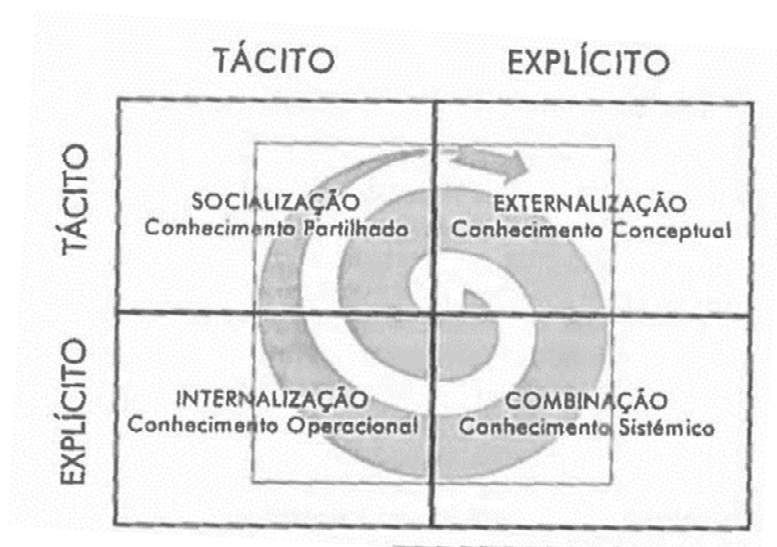 TÁCITO
EXPLÍCITO
TÁCITO
SOCIALIZAÇÃO
Conhecimento Partilhado
EXTERNALIZAÇÃO
Conhecimento Conceptual
EXPLÍCITO
INTERNALIZAÇÃO
Conhecimento Operacional
COMBINAÇÃO
Conhecimento Sistémico